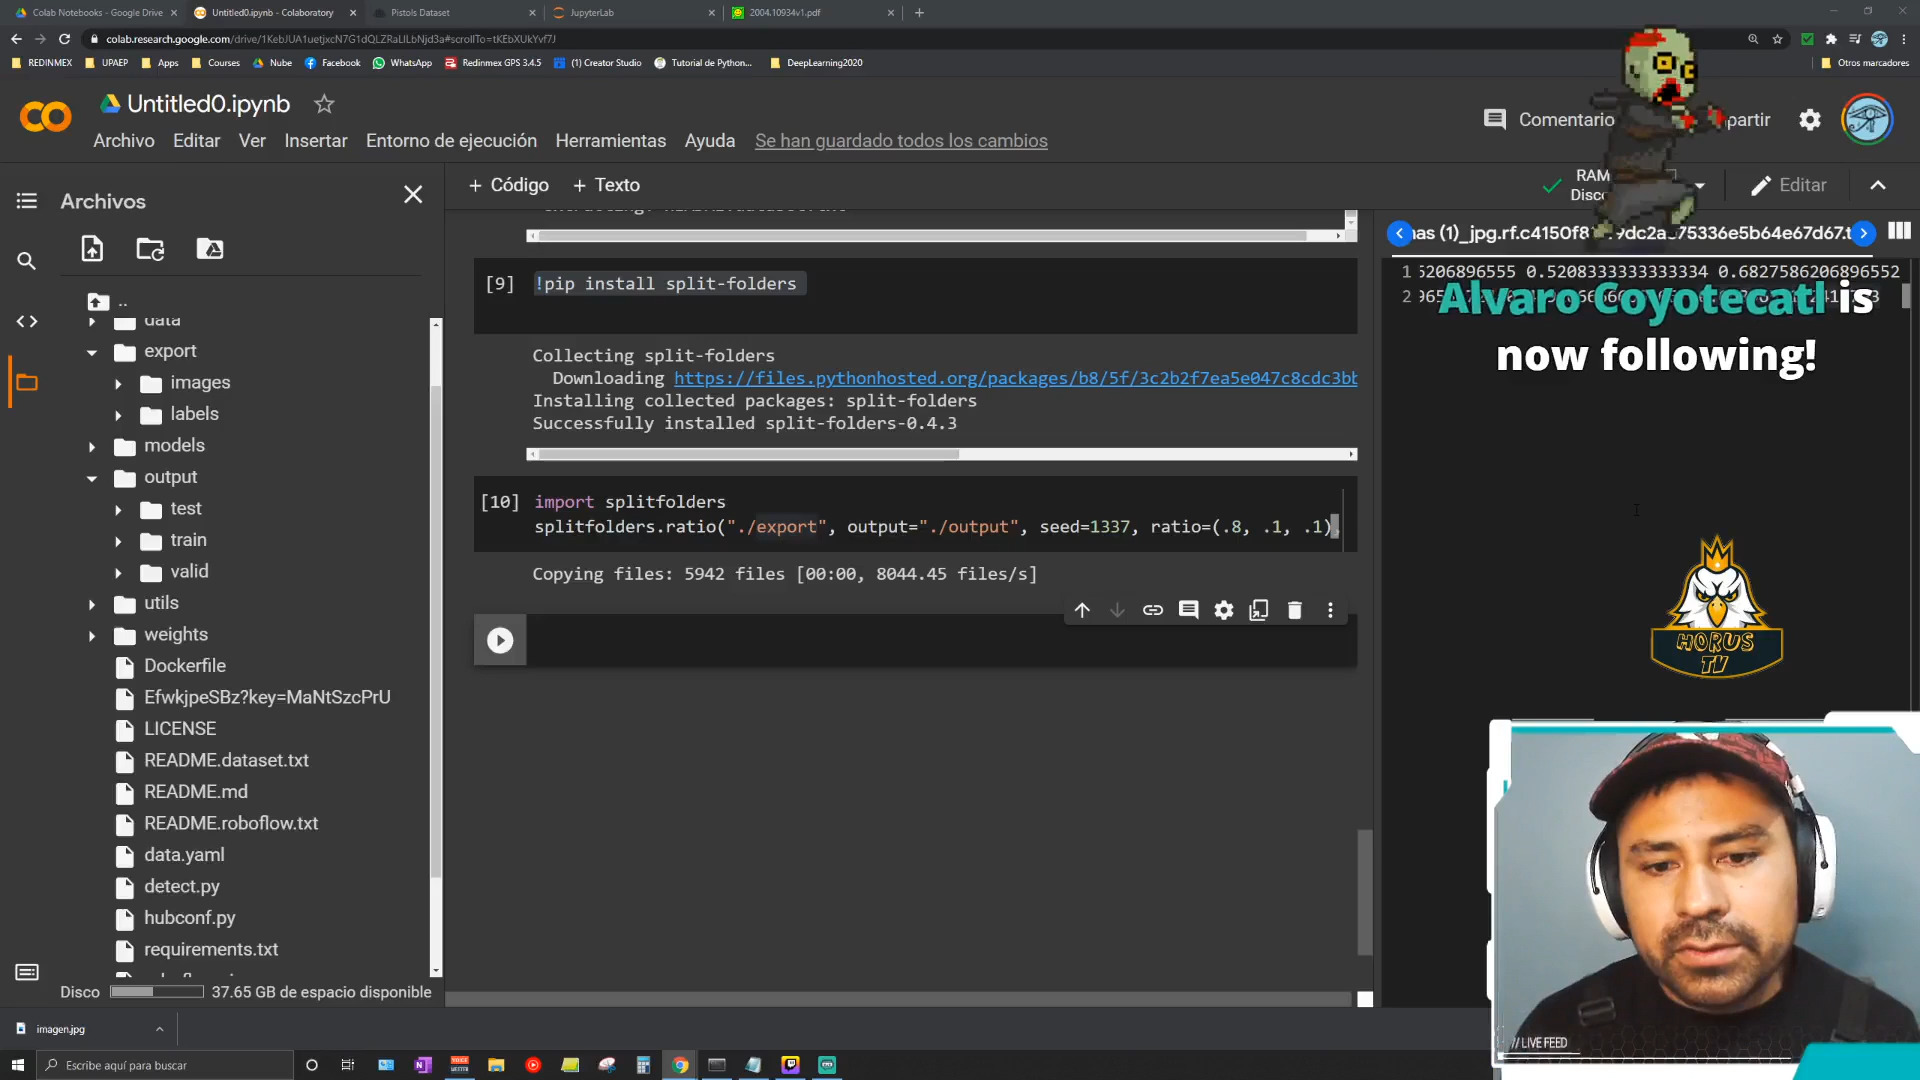 Colab Notebooks - Google Drive
Untitled0.ipynb - Colaboratory
Pistols Dataset
JupyterLab
2004.10934v1.pdf
colab.research.google.com/drive/1KebJUA1uetjxcN7G1dQLZRaLlLbNjd3a#scrollTo=tKEbXUkYvf7J
REDINMEX
UPAEP
Apps
Courses
Nube
Facebook
WhatsApp
Redinmex GPS 3.4.5
(1) Creator Studio
Tutorial de Python...
DeepLearning2020
Otros marcadores
Untitled0.ipynb
Archivo Editar Ver Insertar Entorno de ejecución Herramientas Ayuda Se han guardado todos los cambios
Comentario
partir
+ Código + Texto
RAM
Disco
Editar
Archivos
..
data
export
images
labels
models
output
test
train
valid
utils
weights
Dockerfile
EfwkjpeSBz?key=MaNtSzcPrU
LICENSE
README.dataset.txt
README.md
README.roboflow.txt
data.yaml
detect.py
hubconf.py
requirements.txt
Disco 37.65 GB de espacio disponible
[9] !pip install split-folders
Collecting split-folders
Downloading https://files.pythonhosted.org/packages/b8/5f/3c2b2f7ea5e047c8cdc3bb
Installing collected packages: split-folders
Successfully installed split-folders-0.4.3
[10] import splitfolders
splitfolders.ratio("./export", output="./output", seed=1337, ratio=(.8, .1, .1),
Copying files: 5942 files [00:00, 8044.45 files/s]
1 5206896555 0.5208333333333334 0.6827586206896552
2
Alvaro Coyotecatl is
now following!
HORUS
TV
// LIVE FEED
imagen.jpg
Escribe aquí para buscar